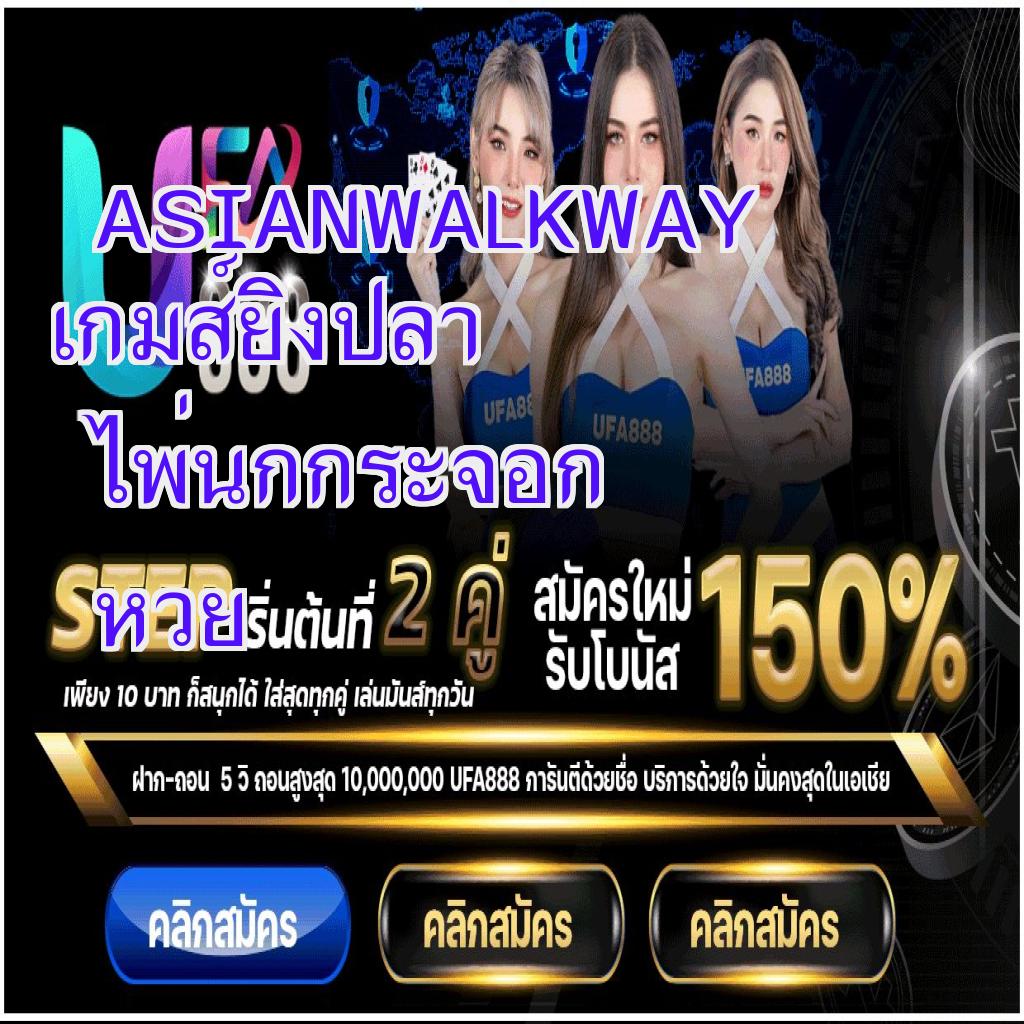 UFA
888
ASIANWALKWAY
เกมส์ยิงปลา
ไพ่นกกระจอก
หวย
UFA888
UFA888
UFA888
STEP เริ่มต้นที่ 2 คู่
เพียง 10 บาท ก็สนุกได้ ใส่สุดทุกคู่ เล่นมันส์ทุกวัน
สมัครใหม่
รับโบนัส
150%
ฝาก-ถอน 5 วิ ถอนสูงสุด 10,000,000 UFA888 การันตีด้วยชื่อ บริการด้วยใจ มั่นคงสุดในเอเชีย
คลิกสมัคร
คลิกสมัคร
คลิกสมัคร